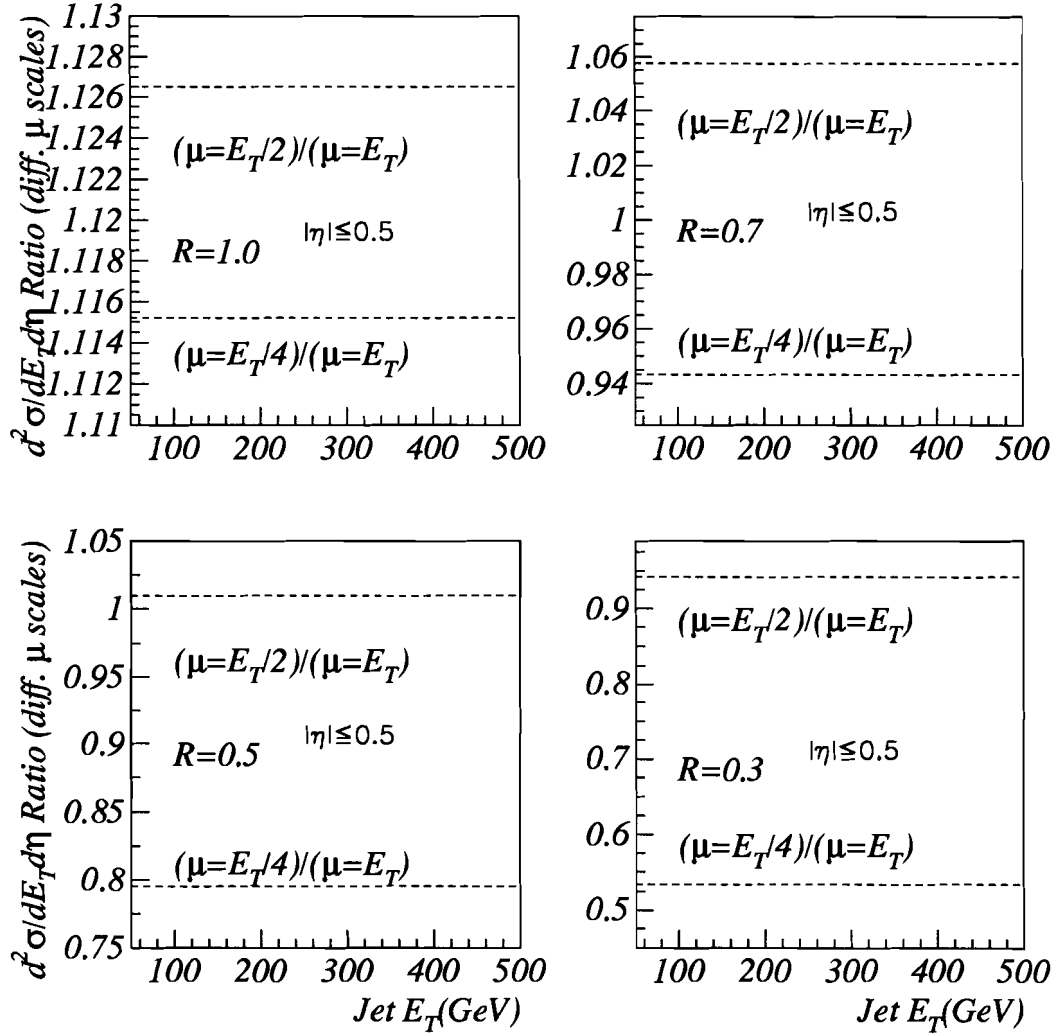 d² σ/dE_T dη Ratio (diff. μ scales)
1.13
1.128
1.126
1.124
1.122
1.12
1.118
1.116
1.114
1.112
1.11
(μ=E_T/2)/(μ=E_T)
|η|≦0.5
R=1.0
(μ=E_T/4)/(μ=E_T)
100 200 300 400 500
1.06
1.04
1.02
1
0.98
0.96
0.94
(μ=E_T/2)/(μ=E_T)
|η|≦0.5
R=0.7
(μ=E_T/4)/(μ=E_T)
100 200 300 400 500
d² σ/dE_T dη Ratio (diff. μ scales)
1.05
1
0.95
0.9
0.85
0.8
0.75
(μ=E_T/2)/(μ=E_T)
|η|≦0.5
R=0.5
(μ=E_T/4)/(μ=E_T)
100 200 300 400 500
Jet E_T(GeV)
0.9
0.8
0.7
0.6
0.5
(μ=E_T/2)/(μ=E_T)
|η|≦0.5
R=0.3
(μ=E_T/4)/(μ=E_T)
100 200 300 400 500
Jet E_T(GeV)